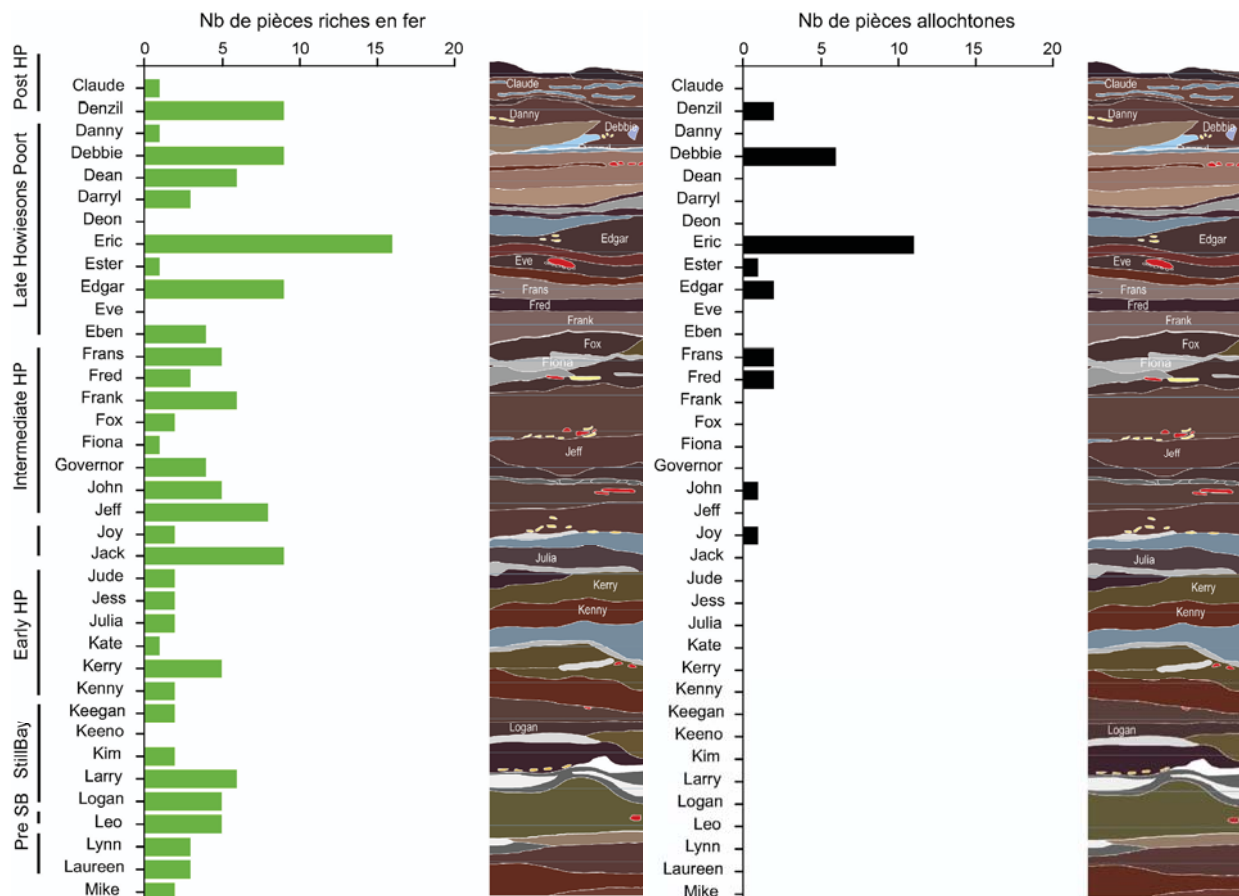 Nb de pièces riches en fer
0 5 10 15 20
Post HP
Late Howiesons Poort
Intermediate HP
Early HP
StillBay
Pre SB
Claude
Denzil
Danny
Debbie
Dean
Darryl
Deon
Eric
Ester
Edgar
Eve
Eben
Frans
Fred
Frank
Fox
Fiona
Governor
John
Jeff
Joy
Jack
Jude
Jess
Julia
Kate
Kerry
Kenny
Keegan
Keeno
Kim
Larry
Logan
Leo
Lynn
Laureen
Mike
Claude
Danny
Debbie
Edgar
Eve
Frans
Fred
Frank
Fox
Fiona
Jeff
Julia
Kerry
Kenny
Logan
Nb de pièces allochtones
0 5 10 15 20
Claude
Denzil
Danny
Debbie
Dean
Darryl
Deon
Eric
Ester
Edgar
Eve
Eben
Frans
Fred
Frank
Fox
Fiona
Governor
John
Jeff
Joy
Jack
Jude
Jess
Julia
Kate
Kerry
Kenny
Keegan
Keeno
Kim
Larry
Logan
Leo
Lynn
Laureen
Mike
Claude
Danny
Debbie
Edgar
Eve
Frans
Fred
Frank
Fox
Fiona
Jeff
Julia
Kerry
Kenny
Logan